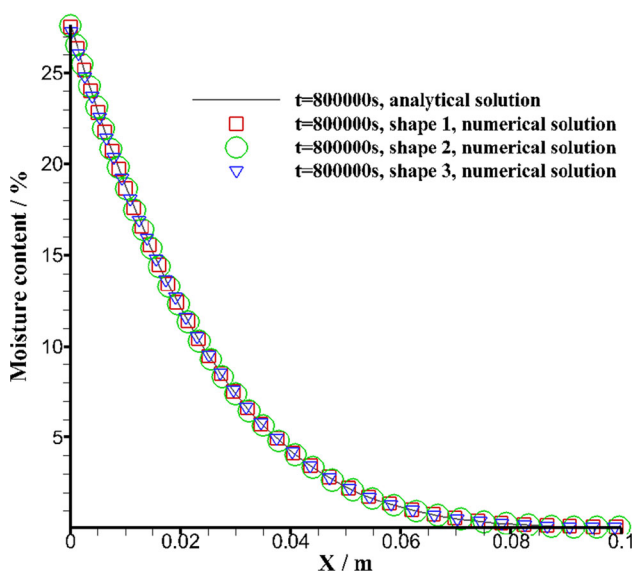 25
20
15
10
5
Moisture content / %
t=800000s, analytical solution
t=800000s, shape 1, numerical solution
t=800000s, shape 2, numerical solution
t=800000s, shape 3, numerical solution
0 0.02 0.04 0.06 0.08 0.1
X / m